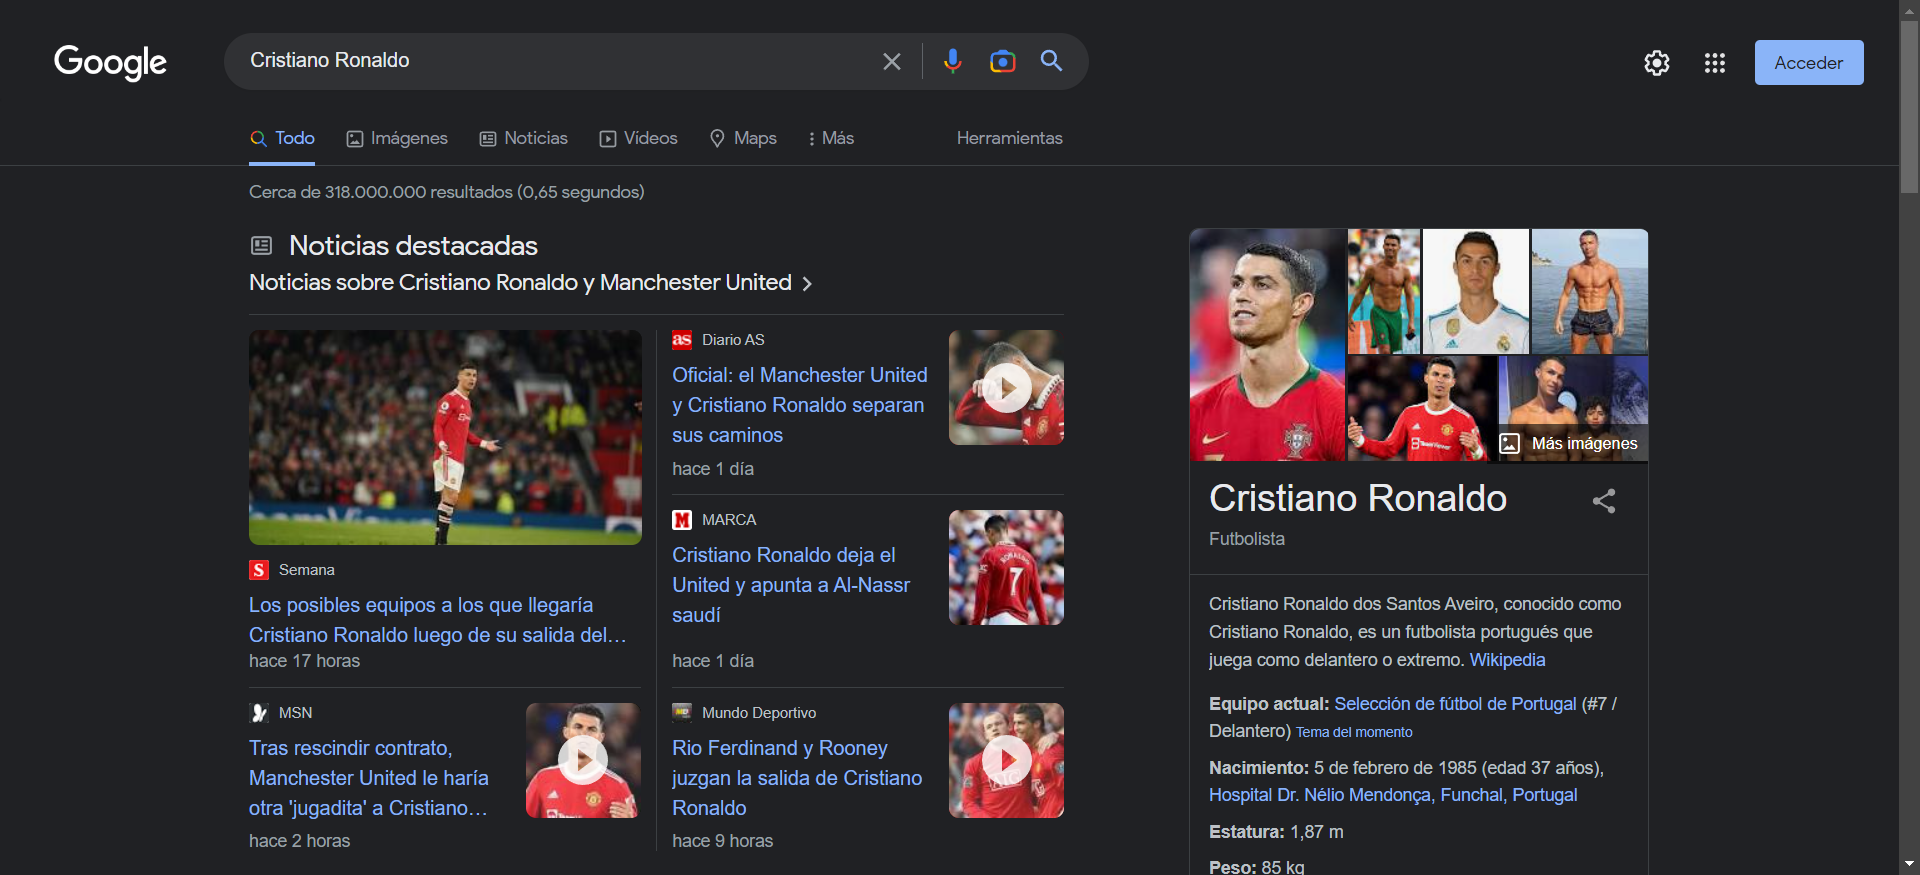 Google
Cristiano Ronaldo
Acceder
Todo
Imágenes
Noticias
Vídeos
Maps
Más
Herramientas
Cerca de 318.000.000 resultados (0,65 segundos)
Noticias destacadas
Noticias sobre Cristiano Ronaldo y Manchester United
S Semana
Los posibles equipos a los que llegaría
Cristiano Ronaldo luego de su salida del...
hace 17 horas
MSN
Tras rescindir contrato,
Manchester United le haría
otra 'jugadita' a Cristiano...
hace 2 horas
as Diario AS
Oficial: el Manchester United
y Cristiano Ronaldo separan
sus caminos
hace 1 día
M MARCA
Cristiano Ronaldo deja el
United y apunta a Al-Nassr
saudí
hace 1 día
RONALDO
7
MD Mundo Deportivo
Rio Ferdinand y Rooney
juzgan la salida de Cristiano
Ronaldo
hace 9 horas
AIG
Más imágenes
Cristiano Ronaldo
Futbolista
Cristiano Ronaldo dos Santos Aveiro, conocido como
Cristiano Ronaldo, es un futbolista portugués que
juega como delantero o extremo. Wikipedia
Equipo actual: Selección de fútbol de Portugal (#7 /
Delantero) Tema del momento
Nacimiento: 5 de febrero de 1985 (edad 37 años),
Hospital Dr. Nélio Mendonça, Funchal, Portugal
Estatura: 1,87 m
Peso: 85 kg